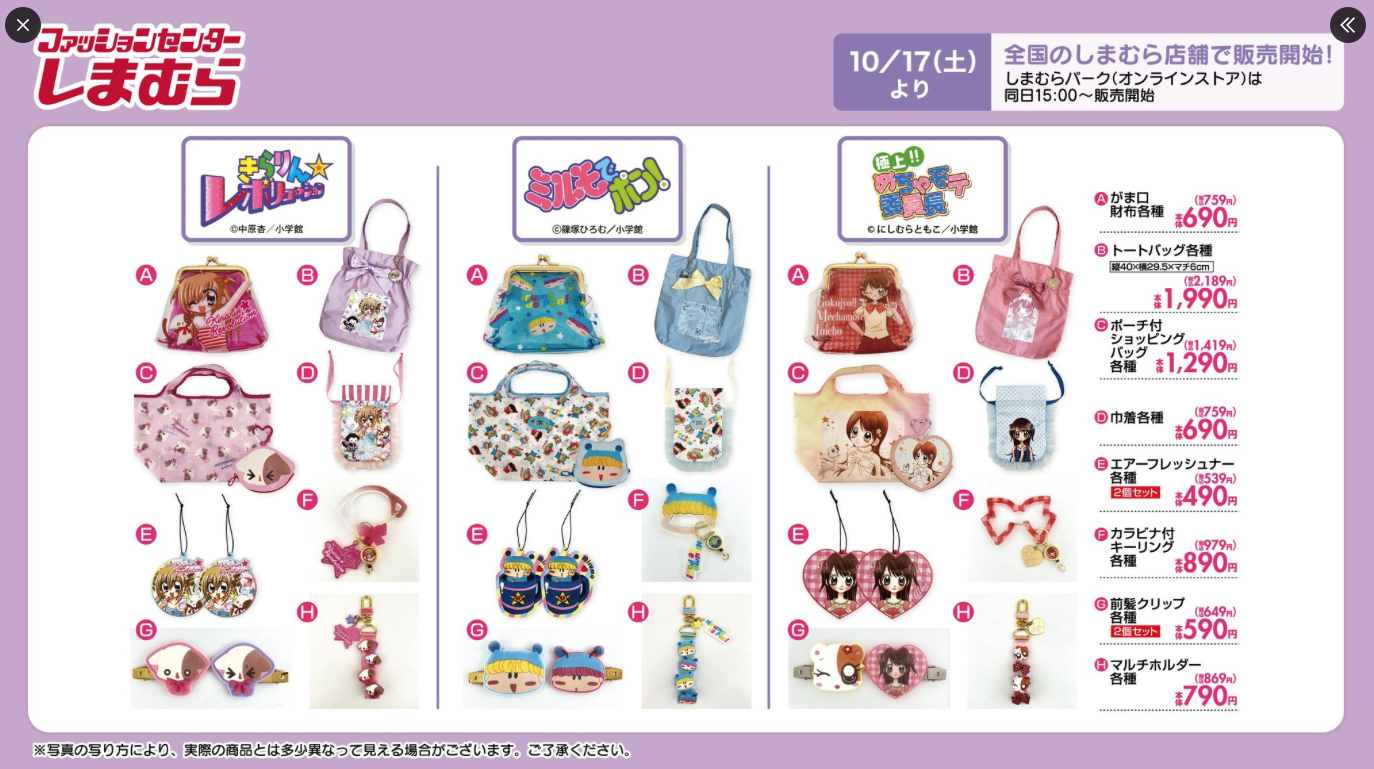 ファッションセンター
しまむら
10/17(土)
より
全国のしまむら店舗で販売開始!
しまむらパーク(オンラインストア)は
同日15:00〜販売開始
きらりん☆
レボリューション
©中原杏/小学館
ミルモでポン!
©篠塚ひろむ/小学館
極上!!
めちゃモテ
委員長
©にしむらともこ/小学館
A
B
C
D
E
F
G
H
A
B
C
D
E
F
G
H
A
Gokujyo!!
Mechamote
Iincho
B
C
D
E
F
G
H
A がま口
財布各種
(税込759円)
本体690円
B トートバッグ各種
縦40×横29.5×マチ6cm
(税込2,189円)
本体1,990円
C ポーチ付
ショッピング
バッグ
各種
(税込1,419円)
本体1,290円
D 巾着各種
(税込759円)
本体690円
E エアーフレッシュナー
各種
2個セット
(税込539円)
本体490円
F カラビナ付
キーリング
各種
(税込979円)
本体890円
G 前髪クリップ
各種
2個セット
(税込649円)
本体590円
H マルチホルダー
各種
(税込869円)
本体790円
※写真の写り方により、実際の商品とは多少異なって見える場合がございます。ご了承ください。